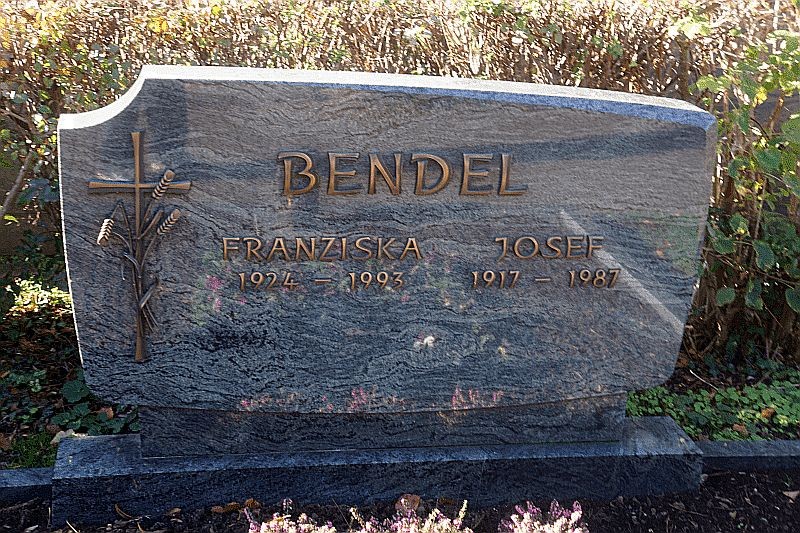 BENDEL
FRANZISKA JOSEF
1924 – 1993 1917 – 1987